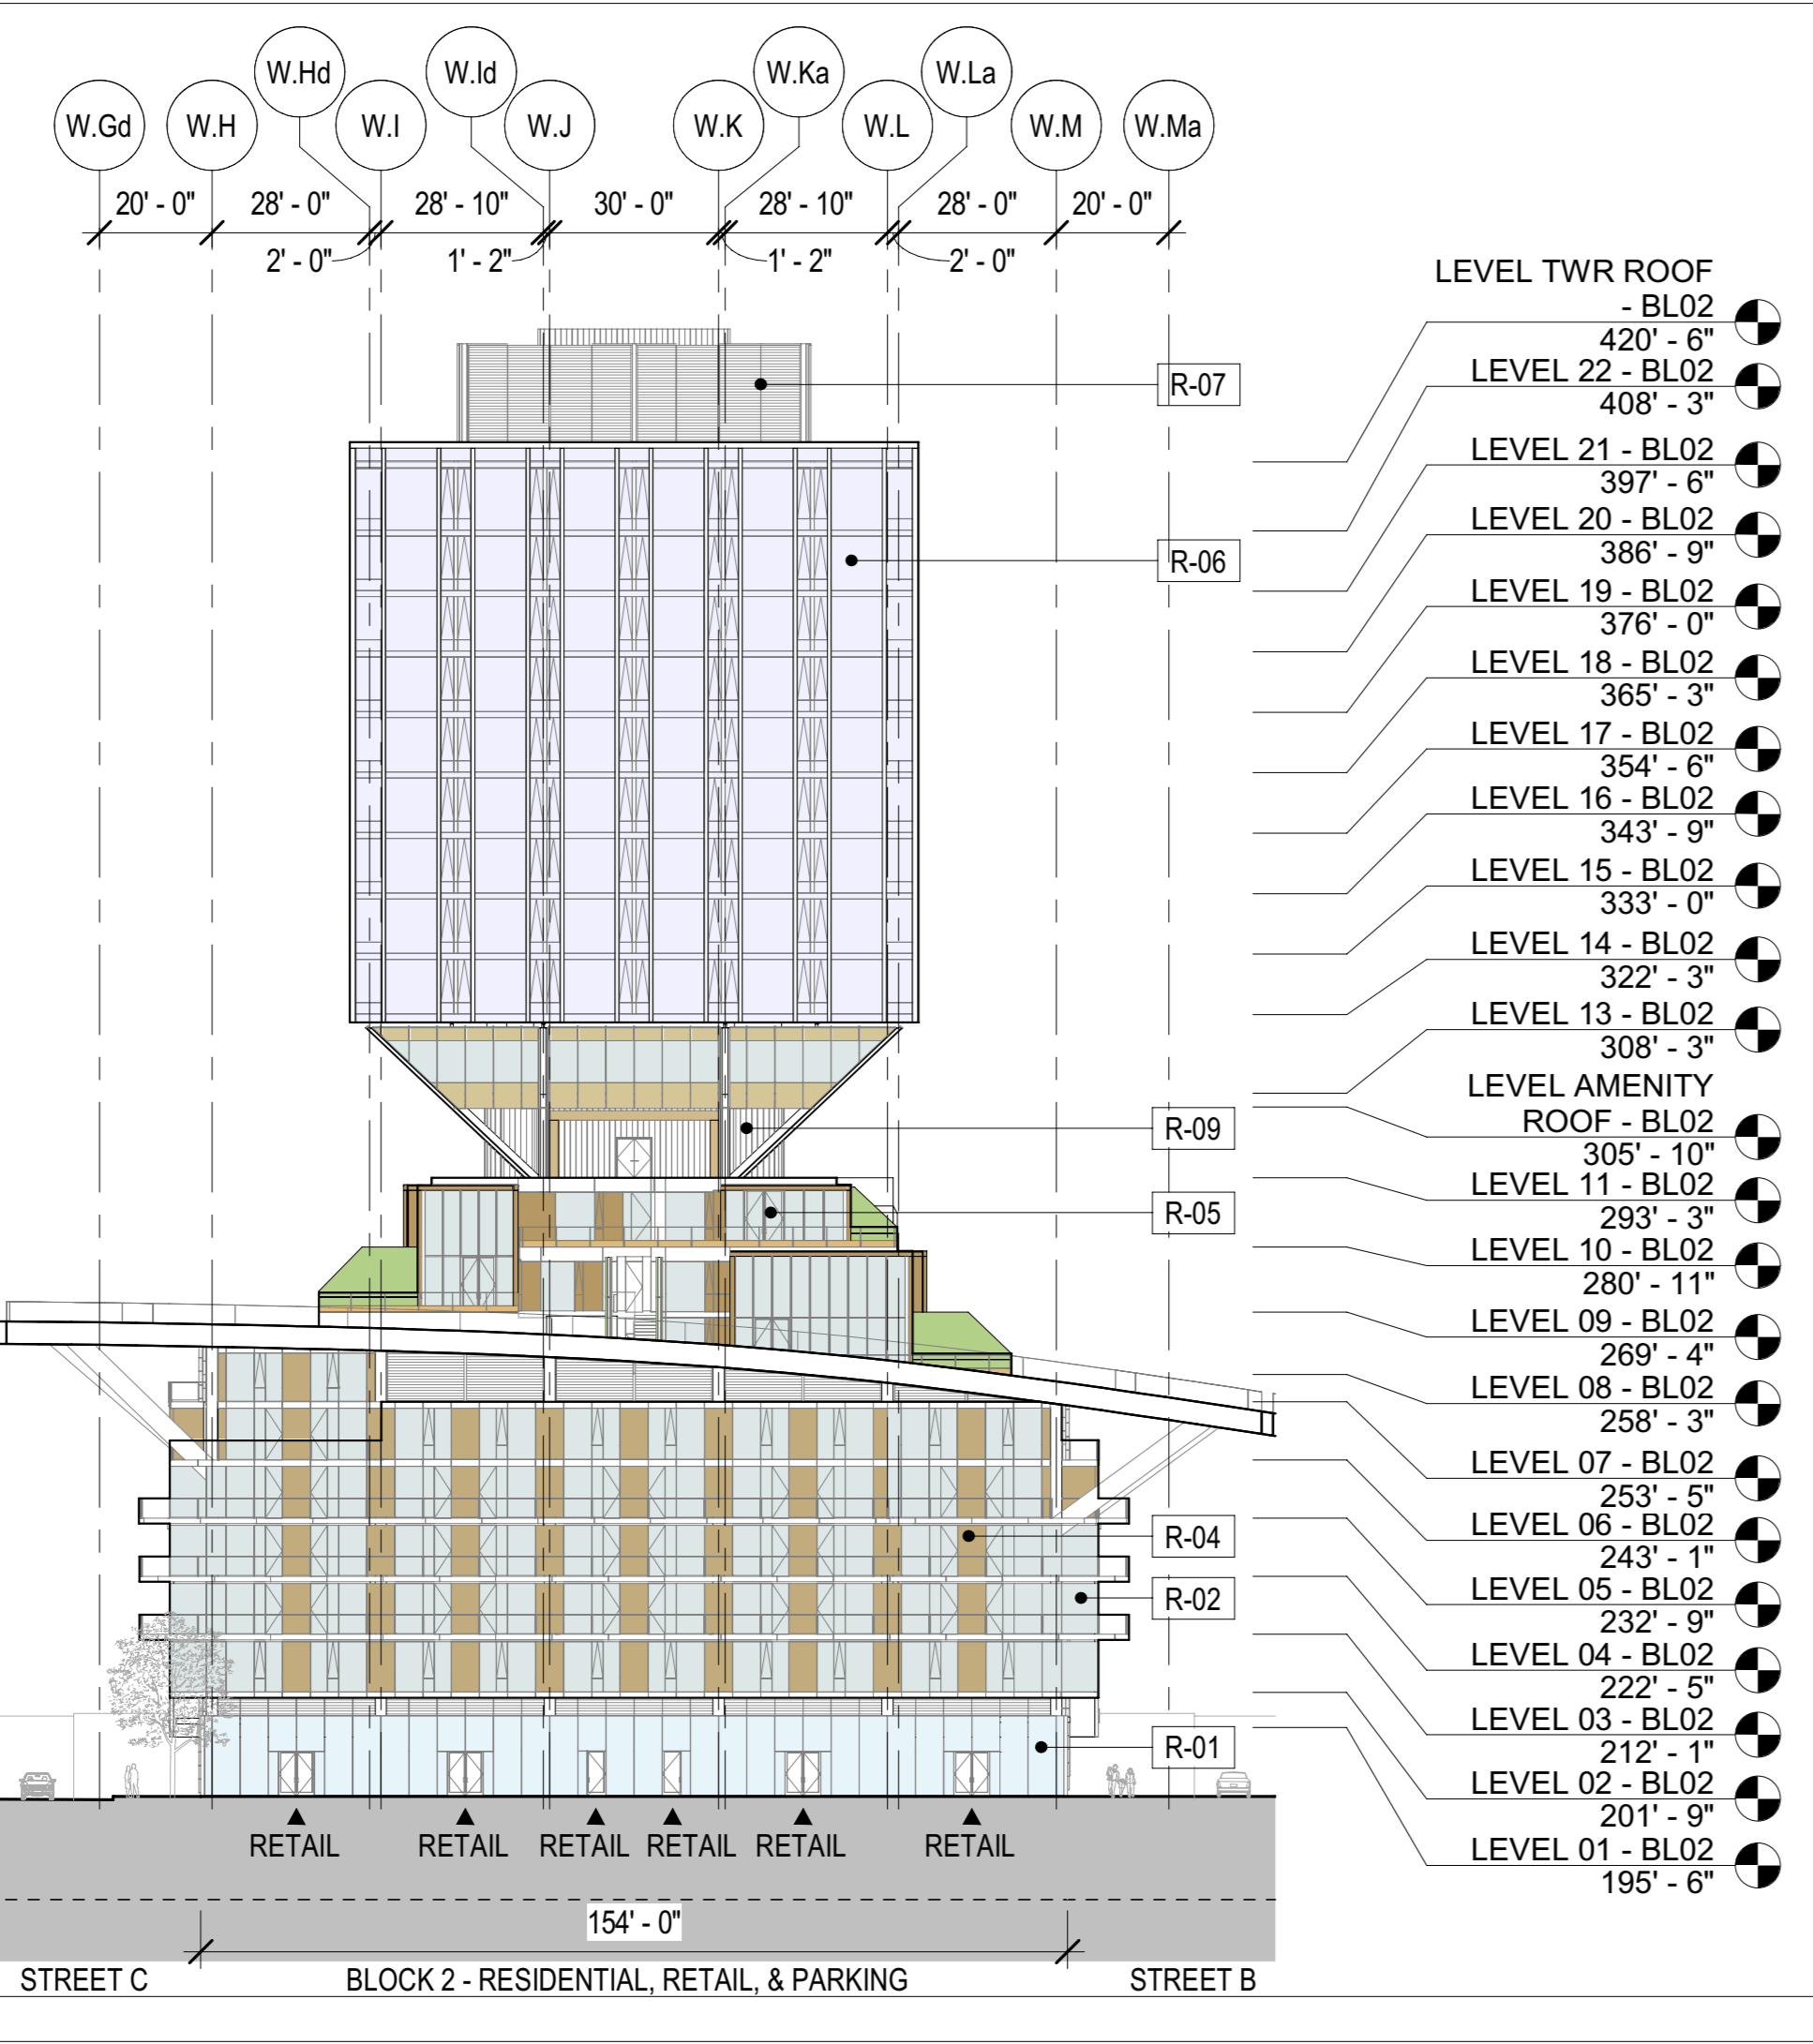 W.Hd W.Id W.Ka W.La
W.Gd W.H W.I W.J W.K W.L W.M W.Ma
20' - 0" 28' - 0" 28' - 10" 30' - 0" 28' - 10" 28' - 0" 20' - 0"
2' - 0" 1' - 2" 1' - 2" 2' - 0"
LEVEL TWR ROOF
- BL02
420' - 6"
LEVEL 22 - BL02
R-07
408' - 3"
LEVEL 21 - BL02
397' - 6"
LEVEL 20 - BL02
R-06
386' - 9"
LEVEL 19 - BL02
376' - 0"
LEVEL 18 - BL02
365' - 3"
LEVEL 17 - BL02
354' - 6"
LEVEL 16 - BL02
343' - 9"
LEVEL 15 - BL02
333' - 0"
LEVEL 14 - BL02
322' - 3"
LEVEL 13 - BL02
308' - 3"
LEVEL AMENITY
ROOF - BL02
R-09
305' - 10"
LEVEL 11 - BL02
R-05
293' - 3"
LEVEL 10 - BL02
280' - 11"
LEVEL 09 - BL02
269' - 4"
LEVEL 08 - BL02
258' - 3"
LEVEL 07 - BL02
253' - 5"
LEVEL 06 - BL02
R-04
243' - 1"
LEVEL 05 - BL02
R-02
232' - 9"
LEVEL 04 - BL02
222' - 5"
LEVEL 03 - BL02
R-01
212' - 1"
LEVEL 02 - BL02
201' - 9"
RETAIL RETAIL RETAIL RETAIL RETAIL RETAIL
LEVEL 01 - BL02
195' - 6"
154' - 0"
STREET C BLOCK 2 - RESIDENTIAL, RETAIL, & PARKING STREET B